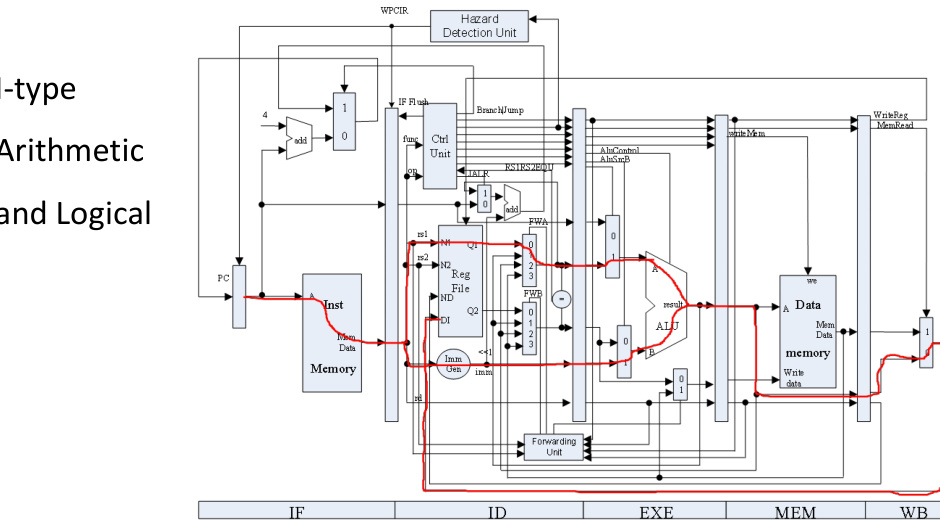 I-type
Arithmetic
and Logical
WPCIR
Hazard
Detection Unit
IF Flush
Branch/Jump
4
add
1
0
func
op
Ctrl
Unit
JALR
RS1RS2EQU
1
0
add
AluControl
AluSrcB
writeMem
WriteReg
MemRead
PC
A
Inst
Mem
Data
Memory
rs1
rs2
N1
N2
ND
DI
Q1
Q2
Reg
File
FWA
0
1
2
3
FWB
0
1
2
3
=
Imm
Gen
<<1
imm
rd
0
1
0
1
A
B
result
ALU
0
1
we
A
Data
Mem
Data
memory
Write
data
1
0
Forwarding
Unit
IF
ID
EXE
MEM
WB